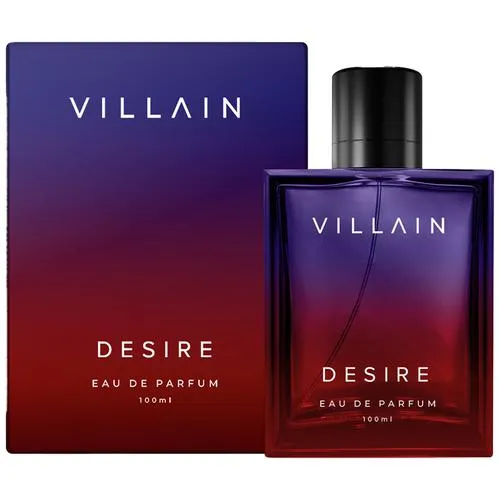 VILLAIN
DESIRE
EAU DE PARFUM
100ml
VILLAIN
DESIRE
EAU DE PARFUM
100ml